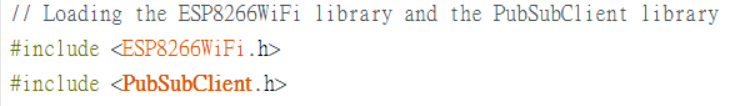 // Loading the ESP8266WiFi library and the PubSubClient library
#include <ESP8266WiFi.h>
#include <PubSubClient.h>